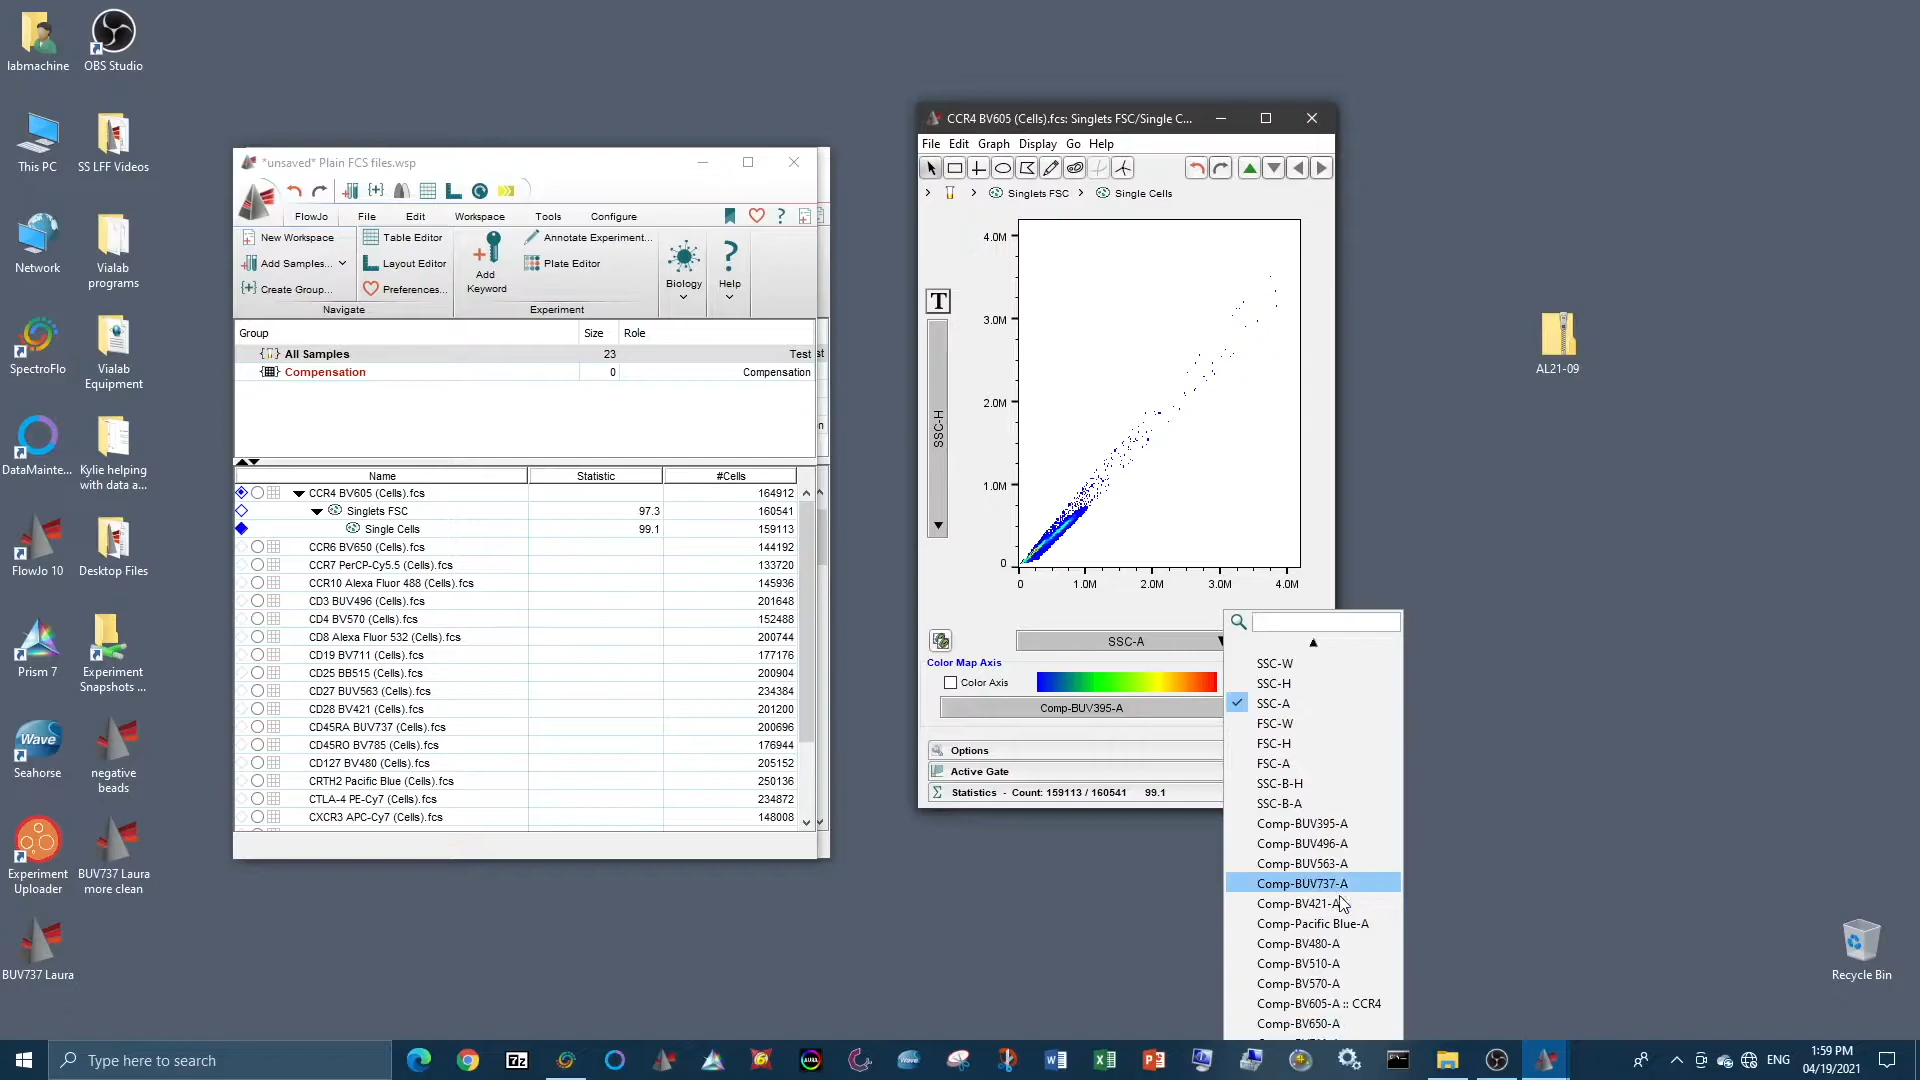 labmachine
OBS Studio
This PC
SS LFF Videos
Network
Vialab programs
SpectroFlo
Vialab Equipment
DataMainte...
Kylie helping with data a...
FlowJo 10
Desktop Files
Prism 7
Experiment Snapshots ...
Wave
Seahorse
negative beads
Experiment Uploader
BUV737 Laura more clean
BUV737 Laura
*unsaved* Plain FCS files.wsp
FlowJo File Edit Workspace Tools Configure
New Workspace
Add Samples...
Create Group...
Navigate
Table Editor
Layout Editor
Preferences...
Add Keyword
Annotate Experiment...
Plate Editor
Experiment
Biology
Help
Group Size Role
All Samples 23 Test
Compensation 0 Compensation
Name Statistic #Cells
CCR4 BV605 (Cells).fcs 164912
Singlets FSC 97.3 160541
Single Cells 99.1 159113
CCR6 BV650 (Cells).fcs 144192
CCR7 PerCP-Cy5.5 (Cells).fcs 133720
CCR10 Alexa Fluor 488 (Cells).fcs 145936
CD3 BUV496 (Cells).fcs 201648
CD4 BV570 (Cells).fcs 152488
CD8 Alexa Fluor 532 (Cells).fcs 200744
CD19 BV711 (Cells).fcs 177176
CD25 BB515 (Cells).fcs 200904
CD27 BUV563 (Cells).fcs 234384
CD28 BV421 (Cells).fcs 201200
CD45RA BUV737 (Cells).fcs 200696
CD45RO BV785 (Cells).fcs 176944
CD127 BV480 (Cells).fcs 205152
CRTH2 Pacific Blue (Cells).fcs 250136
CTLA-4 PE-Cy7 (Cells).fcs 234872
CXCR3 APC-Cy7 (Cells).fcs 148008
CCR4 BV605 (Cells).fcs: Singlets FSC/Single C...
File Edit Graph Display Go Help
Singlets FSC > Single Cells
T
SSC-H
4.0M
3.0M
2.0M
1.0M
0
0 1.0M 2.0M 3.0M 4.0M
SSC-A
Color Map Axis
Color Axis
Comp-BUV395-A
Options
Active Gate
Statistics - Count: 159113 / 160541 99.1
SSC-W
SSC-H
SSC-A
FSC-W
FSC-H
FSC-A
SSC-B-H
SSC-B-A
Comp-BUV395-A
Comp-BUV496-A
Comp-BUV563-A
Comp-BUV737-A
Comp-BV421-A
Comp-Pacific Blue-A
Comp-BV480-A
Comp-BV510-A
Comp-BV570-A
Comp-BV605-A :: CCR4
Comp-BV650-A
AL21-09
Recycle Bin
Type here to search
ENG
1:59 PM
04/19/2021